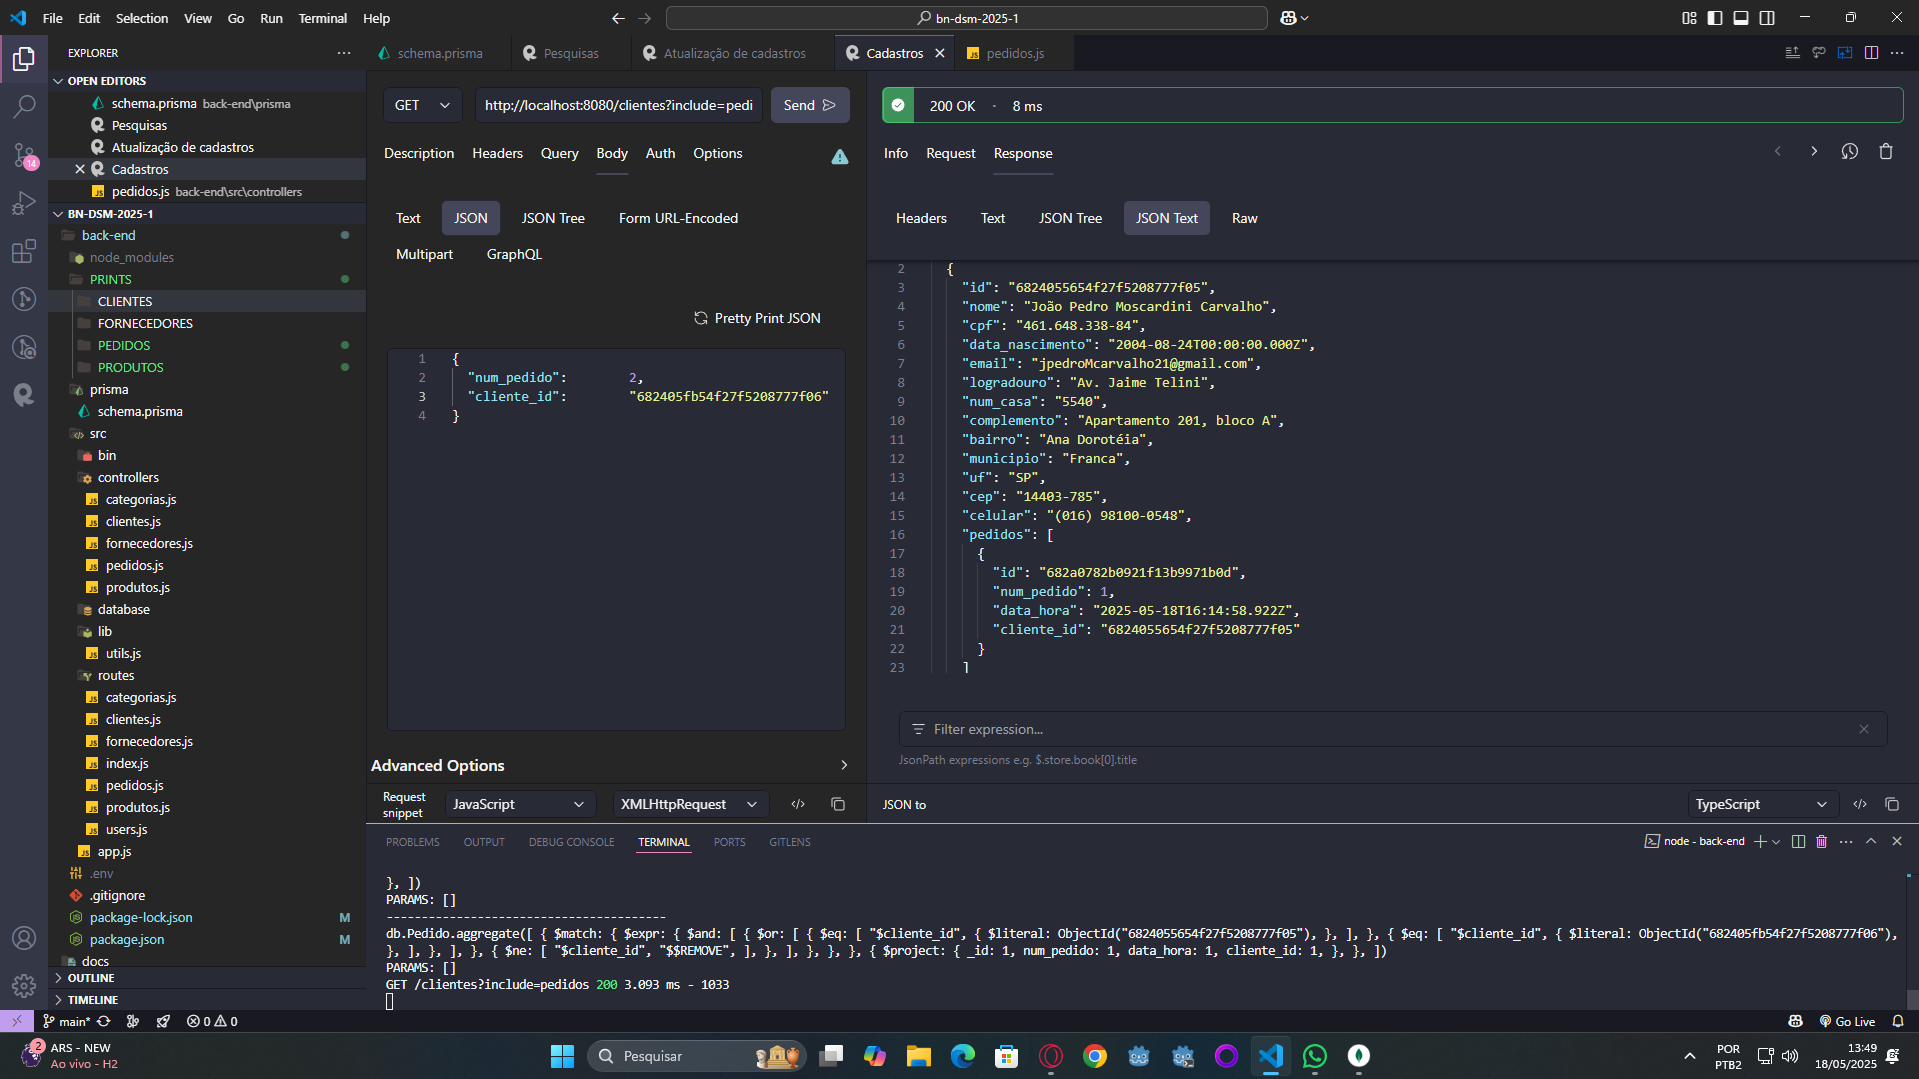 File Edit Selection View Go Run Terminal Help
bn-dsm-2025-1
EXPLORER
schema.prisma Pesquisas Atualização de cadastros Cadastros pedidos.js
OPEN EDITORS
schema.prisma back-end\prisma
Pesquisas
Atualização de cadastros
Cadastros
pedidos.js back-end\src\controllers
BN-DSM-2025-1
back-end
node_modules
PRINTS
CLIENTES
FORNECEDORES
PEDIDOS
PRODUTOS
prisma
schema.prisma
src
bin
controllers
categorias.js
clientes.js
fornecedores.js
pedidos.js
produtos.js
database
lib
utils.js
routes
categorias.js
clientes.js
fornecedores.js
index.js
pedidos.js
produtos.js
users.js
app.js
.env
.gitignore
package-lock.json M
package.json M
docs
OUTLINE
TIMELINE
14
GET http://localhost:8080/clientes?include=pedi Send
Description Headers Query Body Auth Options
Text JSON JSON Tree Form URL-Encoded
Multipart GraphQL
Pretty Print JSON
1 {
2 "num_pedido": 2,
3 "cliente_id": "682405fb54f27f5208777f06"
4 }
Advanced Options
Request snippet JavaScript XMLHttpRequest
200 OK · 8 ms
Info Request Response
Headers Text JSON Tree JSON Text Raw
2 {
3 "id": "6824055654f27f5208777f05",
4 "nome": "João Pedro Moscardini Carvalho",
5 "cpf": "461.648.338-84",
6 "data_nascimento": "2004-08-24T00:00:00.000Z",
7 "email": "jpedroMcarvalho21@gmail.com",
8 "logradouro": "Av. Jaime Telini",
9 "num_casa": "5540",
10 "complemento": "Apartamento 201, bloco A",
11 "bairro": "Ana Dorotéia",
12 "municipio": "Franca",
13 "uf": "SP",
14 "cep": "14403-785",
15 "celular": "(016) 98100-0548",
16 "pedidos": [
17 {
18 "id": "682a0782b0921f13b9971b0d",
19 "num_pedido": 1,
20 "data_hora": "2025-05-18T16:14:58.922Z",
21 "cliente_id": "6824055654f27f5208777f05"
22 }
23 ]
Filter expression...
JsonPath expressions e.g. $.store.book[0].title
JSON to TypeScript
PROBLEMS OUTPUT DEBUG CONSOLE TERMINAL PORTS GITLENS
node - back-end
}, ])
PARAMS: []
----------------------------------------
db.Pedido.aggregate([ { $match: { $expr: { $and: [ { $or: [ { $eq: [ "$cliente_id", { $literal: ObjectId("6824055654f27f5208777f05"), }, ], }, { $eq: [ "$cliente_id", { $literal: ObjectId("682405fb54f27f5208777f06"),
}, ], }, ], }, { $ne: [ "$cliente_id", "$$REMOVE", ], }, ], }, }, }, { $project: { _id: 1, num_pedido: 1, data_hora: 1, cliente_id: 1, }, }, ])
PARAMS: []
GET /clientes?include=pedidos 200 3.093 ms - 1033
main* 0 0
Go Live
2
ARS - NEW
Ao vivo - H2
Pesquisar
POR
PTB2
13:49
18/05/2025